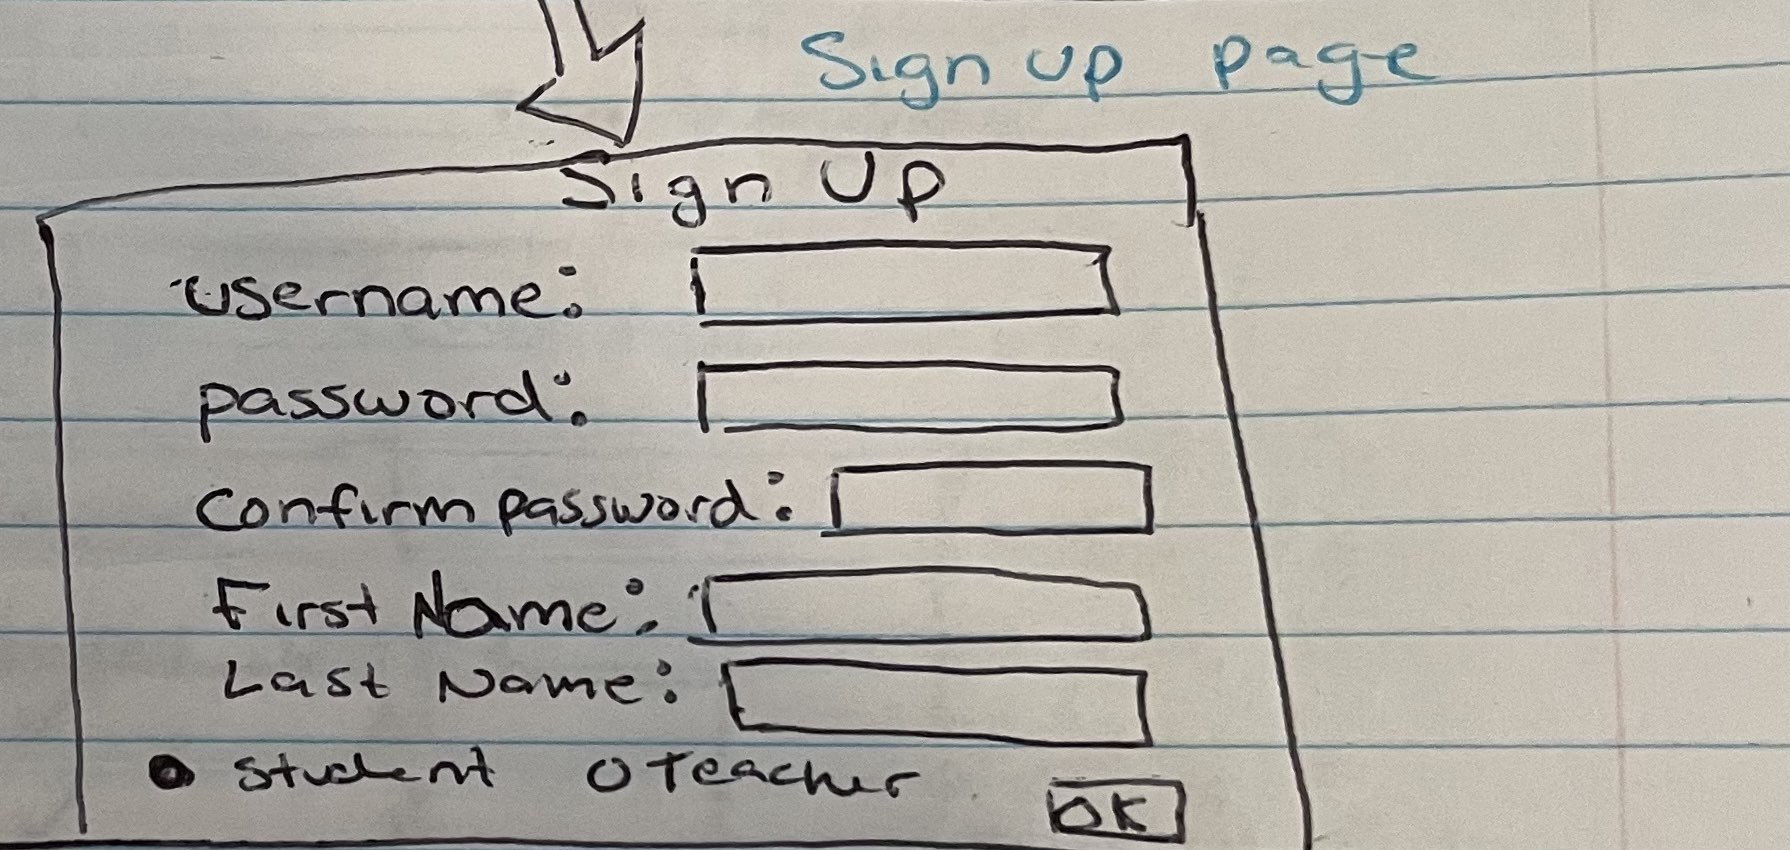 Sign up page
Sign Up
username:
password:
Confirm password:
First Name:
Last Name:
student Teacher
OK